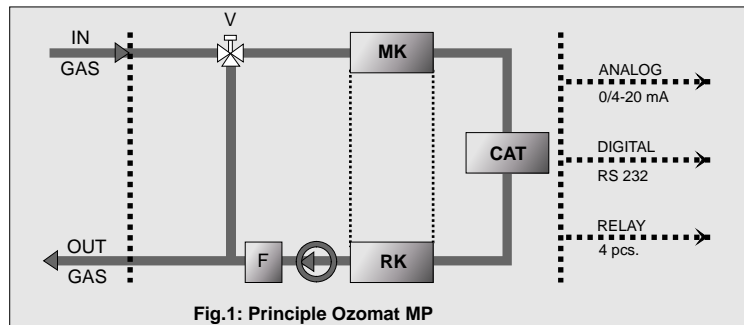 V
IN
GAS
MK
CAT
ANALOG
0/4-20 mA
DIGITAL
RS 232
RELAY
4 pcs.
OUT
GAS
F
RK
Fig.1: Principle Ozomat MP